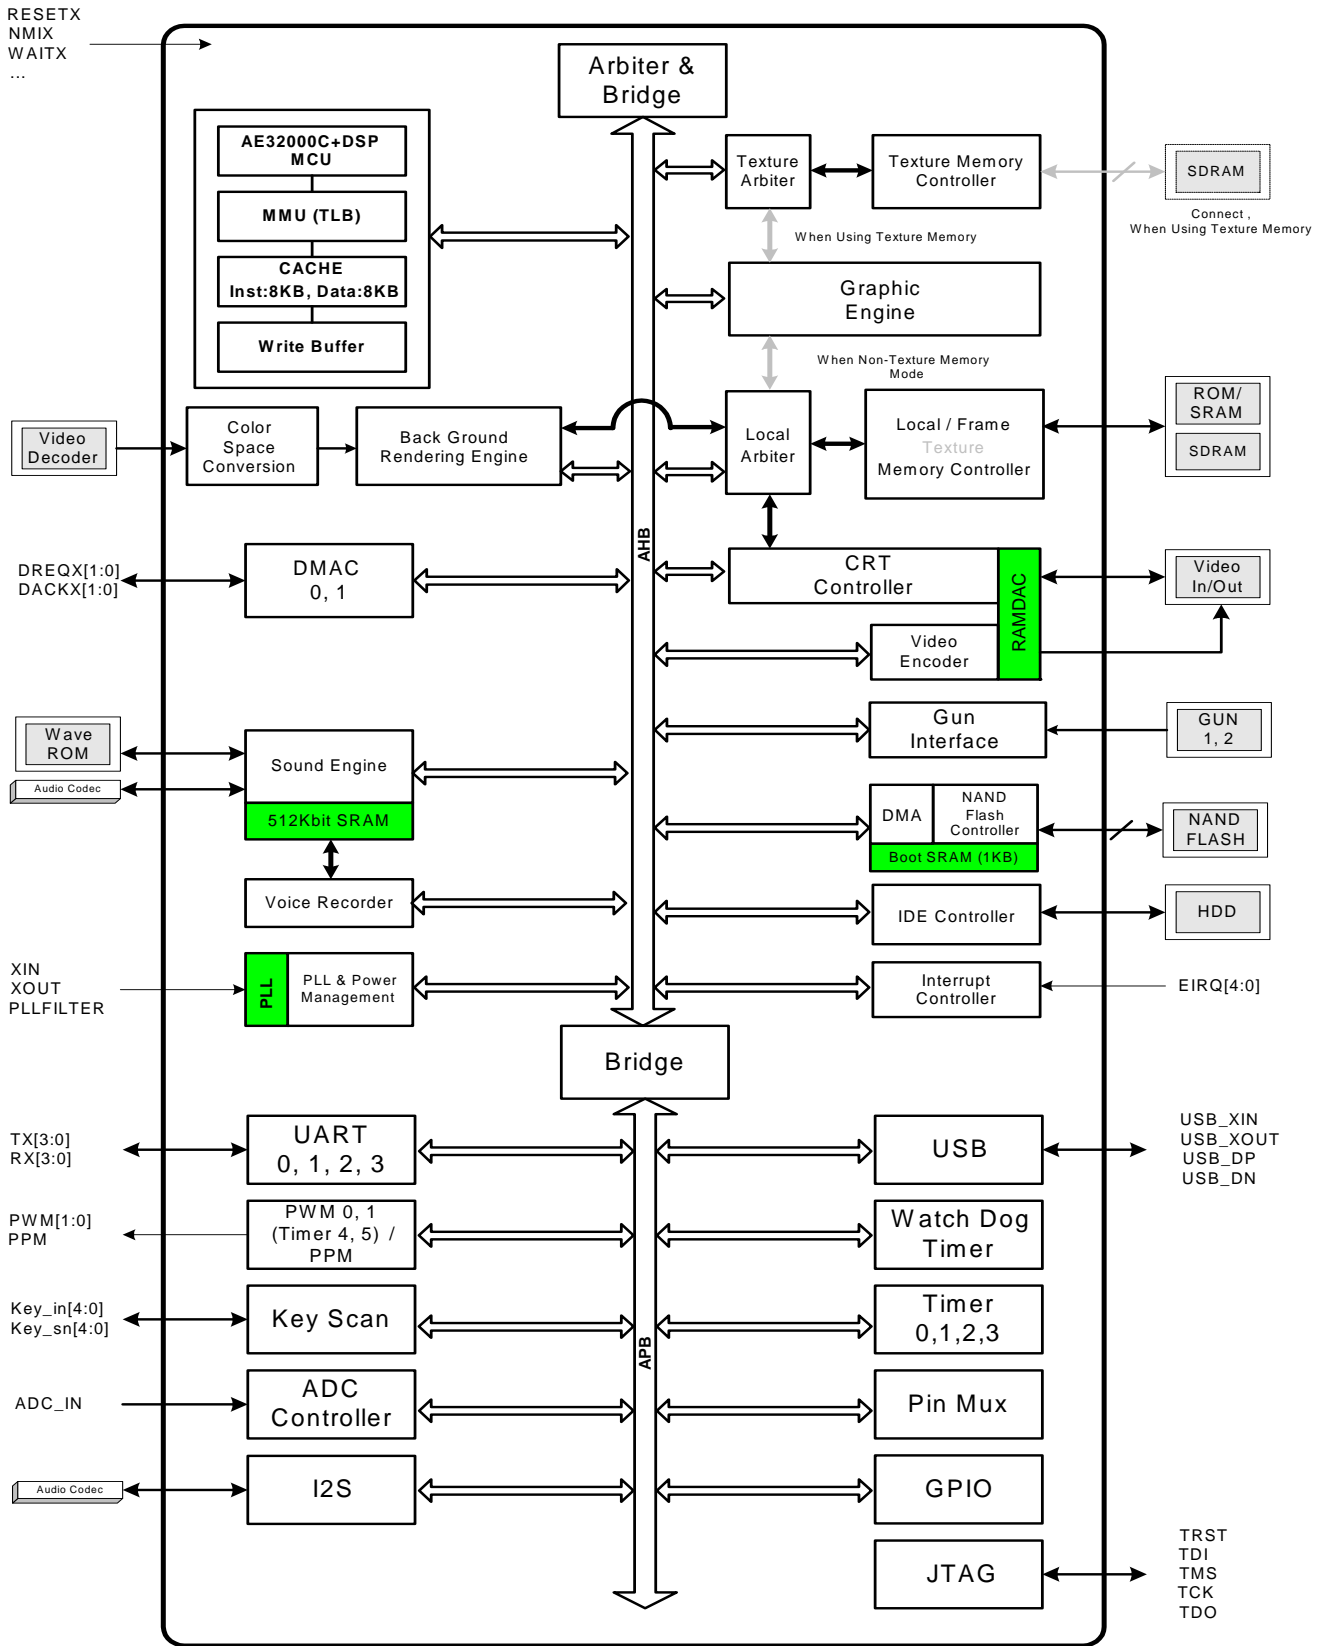 RESETX
NMIX
WAITX
...
Arbiter &
Bridge
AE32000C+DSP
MCU
MMU (TLB)
CACHE
Inst:8KB, Data:8KB
Write Buffer
Texture
Arbiter
Texture Memory
Controller
SDRAM
Connect ,
When Using Texture Memory
When Using Texture Memory
Graphic
Engine
When Non-Texture Memory
Mode
Video
Decoder
Color
Space
Conversion
Back Ground
Rendering Engine
Local
Arbiter
Local / Frame
Texture
Memory Controller
ROM/
SRAM
SDRAM
AHB
DREQX[1:0]
DACKX[1:0]
DMAC
0, 1
CRT
Controller
RAMDAC
Video
In/Out
Video
Encoder
Wave
ROM
Audio Codec
Sound Engine
512Kbit SRAM
Gun
Interface
GUN
1, 2
DMA
NAND
Flash
Controller
Boot SRAM (1KB)
NAND
FLASH
Voice Recorder
IDE Controller
HDD
XIN
XOUT
PLLFILTER
PLL
PLL & Power
Management
Interrupt
Controller
EIRQ[4:0]
Bridge
TX[3:0]
RX[3:0]
UART
0, 1, 2, 3
USB
USB_XIN
USB_XOUT
USB_DP
USB_DN
PWM[1:0]
PPM
PWM 0, 1
(Timer 4, 5) /
PPM
Watch Dog
Timer
Key_in[4:0]
Key_sn[4:0]
Key Scan
Timer
0,1,2,3
APB
ADC_IN
ADC
Controller
Pin Mux
Audio Codec
I2S
GPIO
JTAG
TRST
TDI
TMS
TCK
TDO